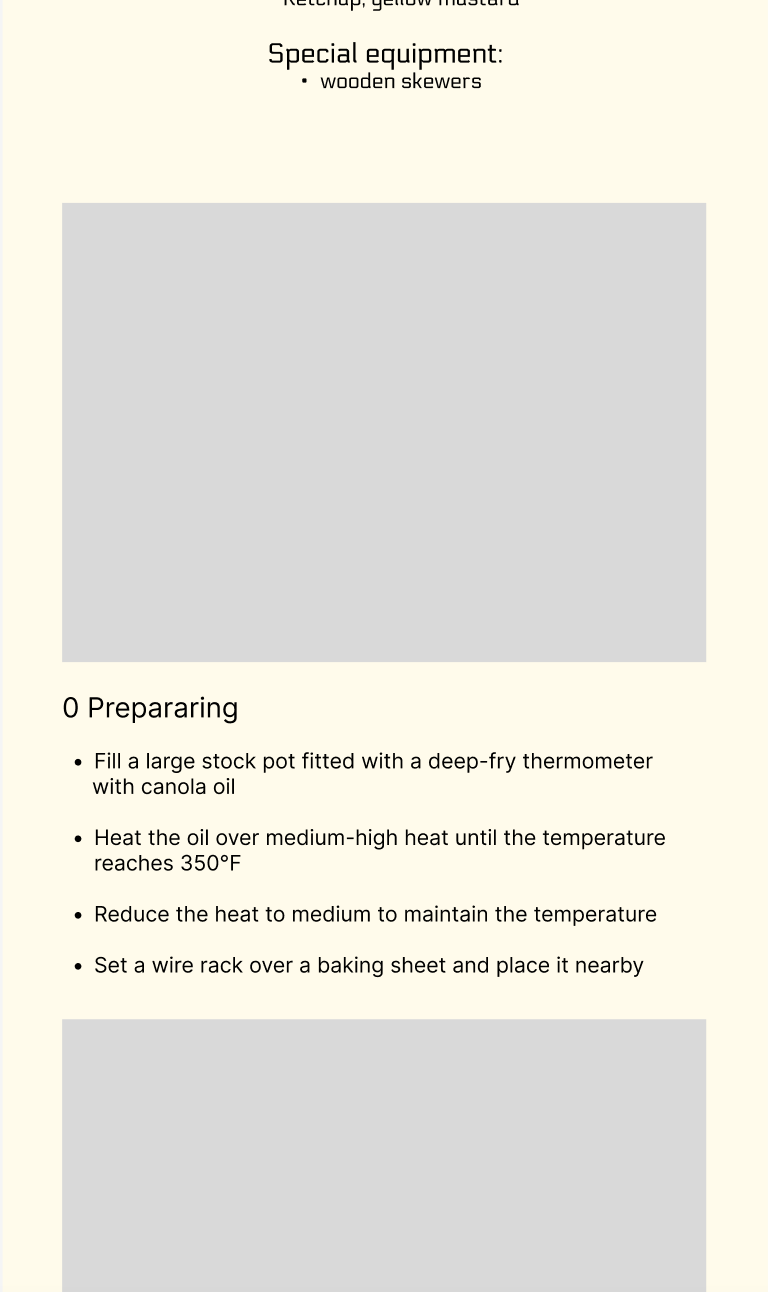 Ketchup, yellow mustard
Special equipment:
• wooden skewers
0 Prepararing
• Fill a large stock pot fitted with a deep-fry thermometer
with canola oil
• Heat the oil over medium-high heat until the temperature
reaches 350°F
• Reduce the heat to medium to maintain the temperature
• Set a wire rack over a baking sheet and place it nearby